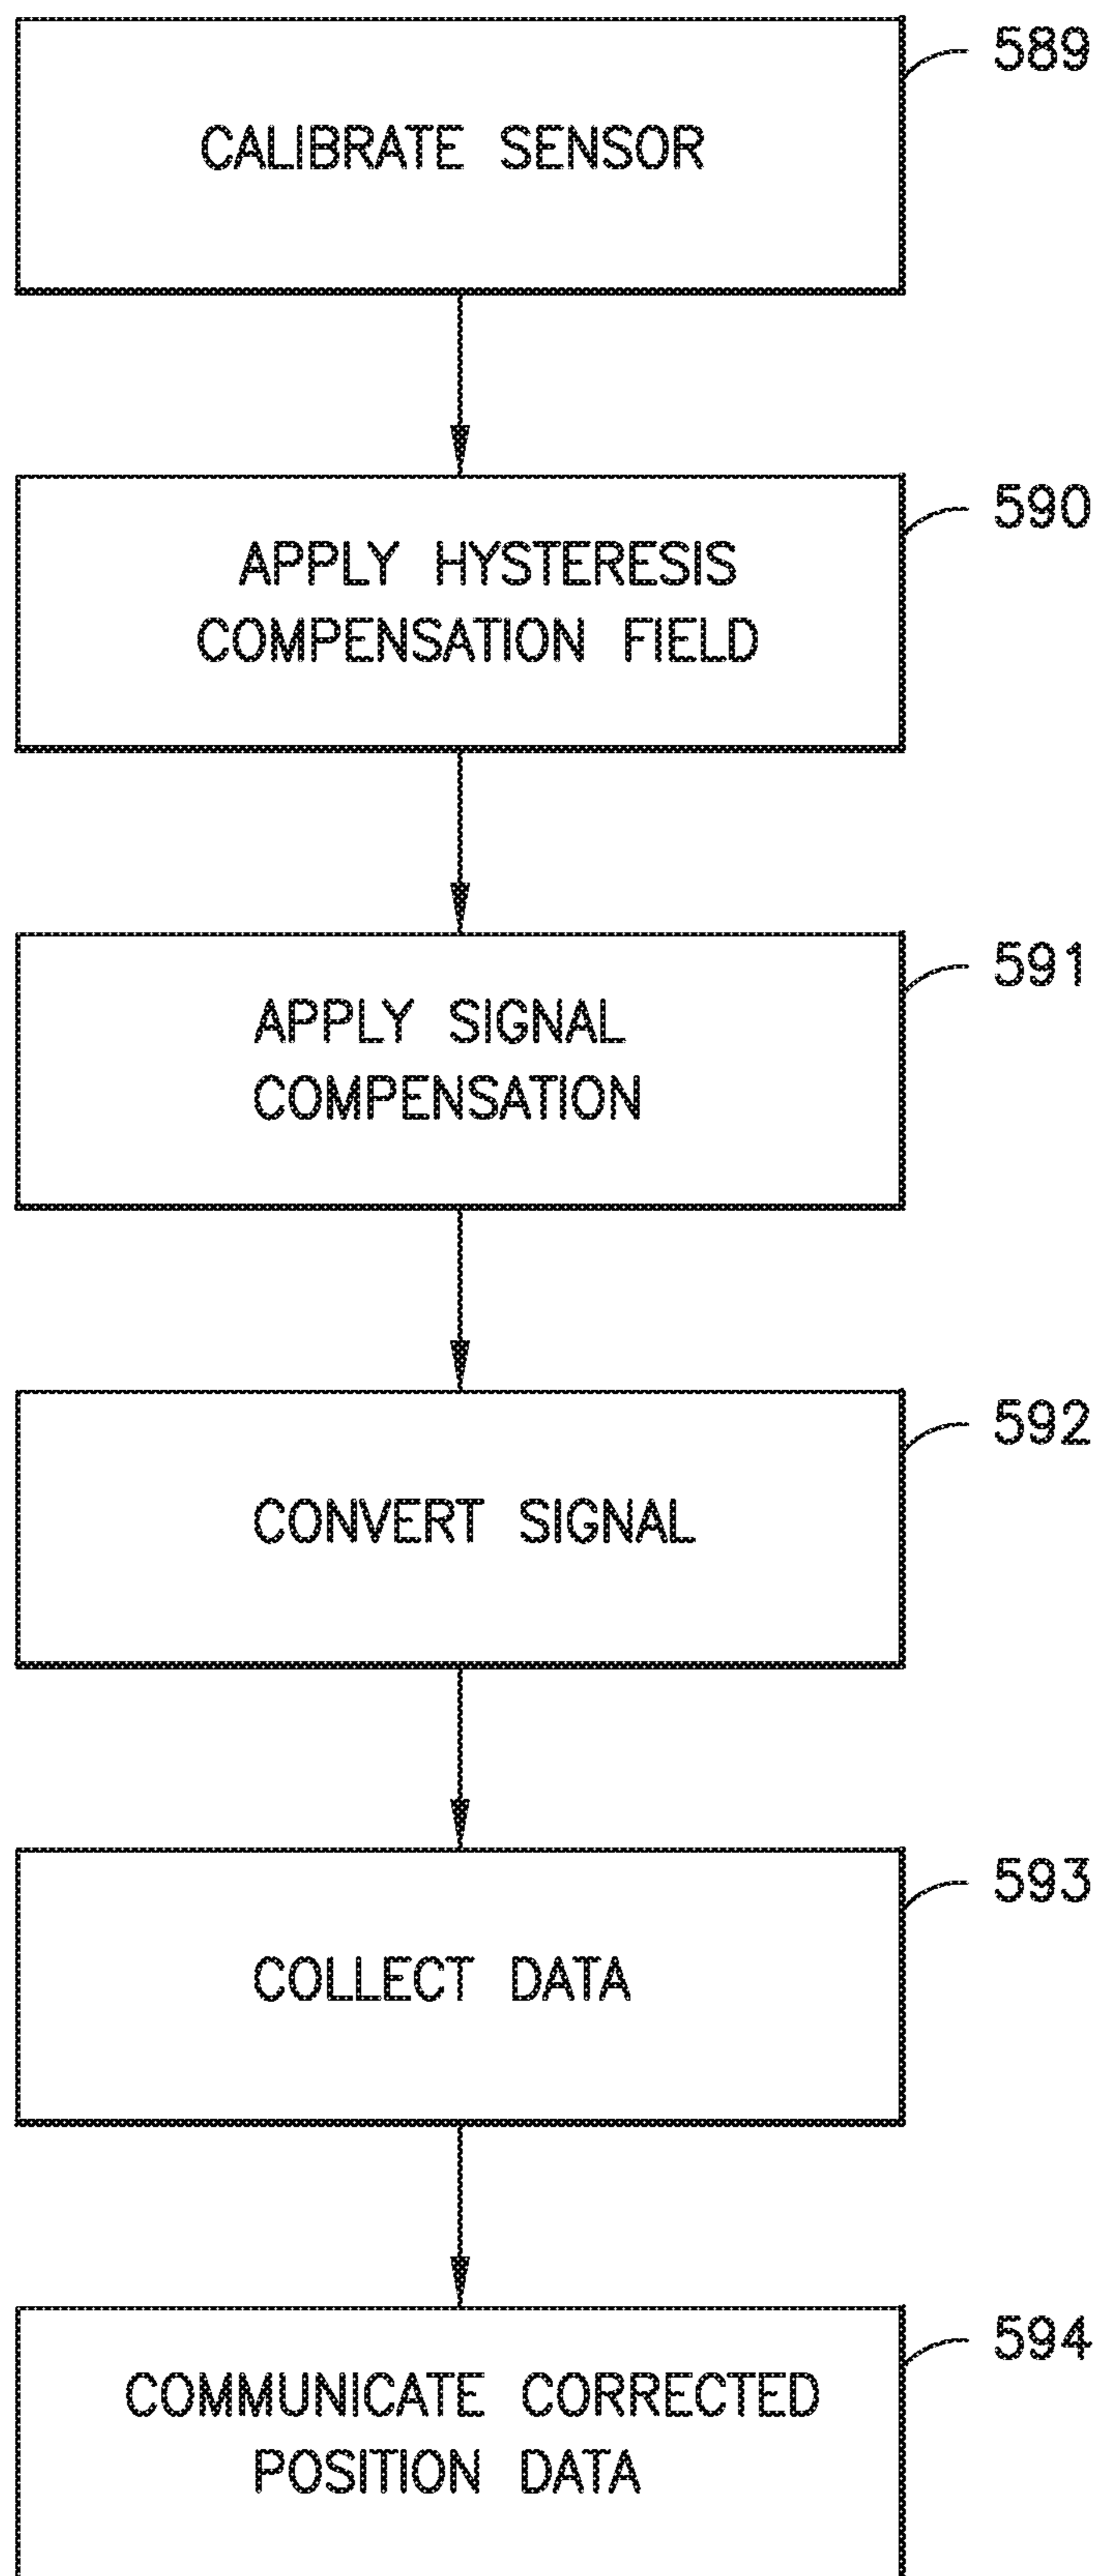 CALIBRATE SENSOR
589
APPLY HYSTERESIS
COMPENSATION FIELD
590
APPLY SIGNAL
COMPENSATION
591
CONVERT SIGNAL
592
COLLECT DATA
593
COMMUNICATE CORRECTED
POSITION DATA
594